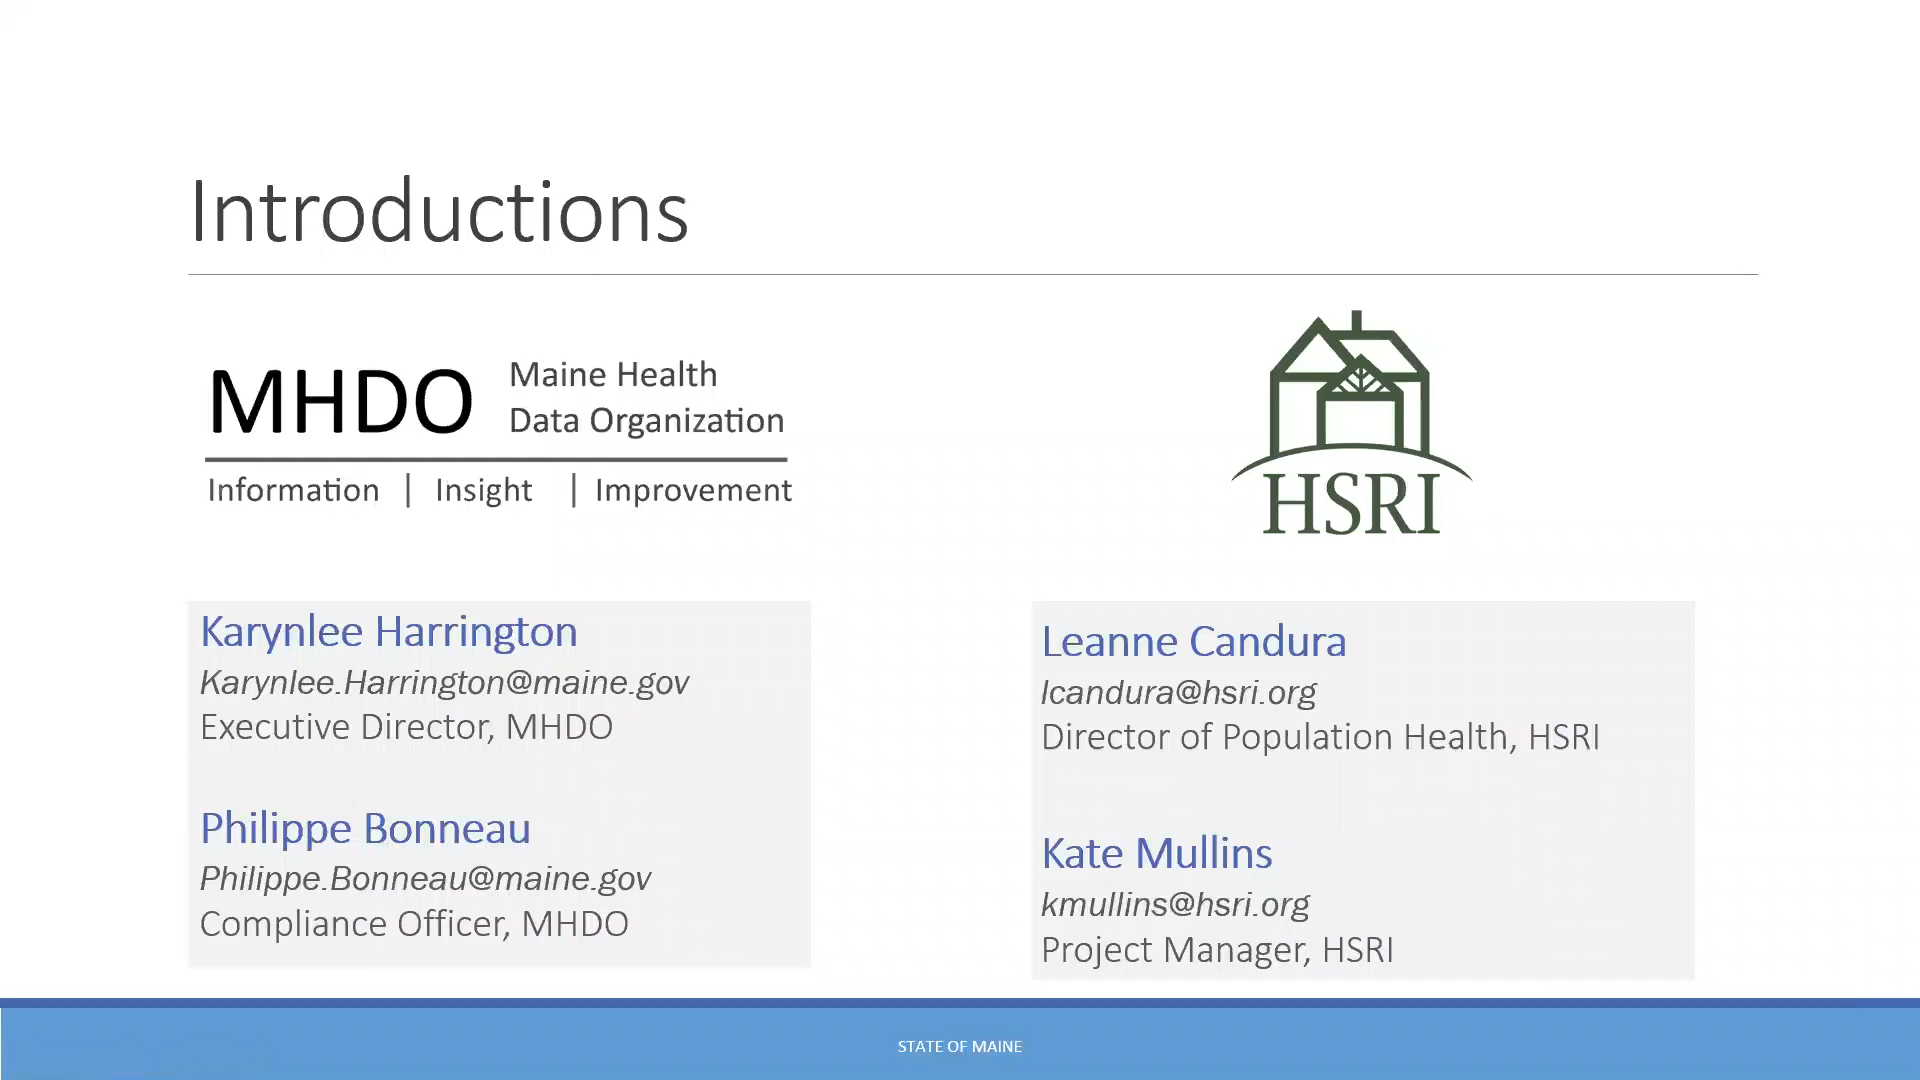 Introductions
MHDO
Maine Health
Data Organization
Information | Insight | Improvement
HSRI
Karynlee Harrington
Karynlee.Harrington@maine.gov
Executive Director, MHDO
Philippe Bonneau
Philippe.Bonneau@maine.gov
Compliance Officer, MHDO
Leanne Candura
lcandura@hsri.org
Director of Population Health, HSRI
Kate Mullins
kmullins@hsri.org
Project Manager, HSRI
STATE OF MAINE